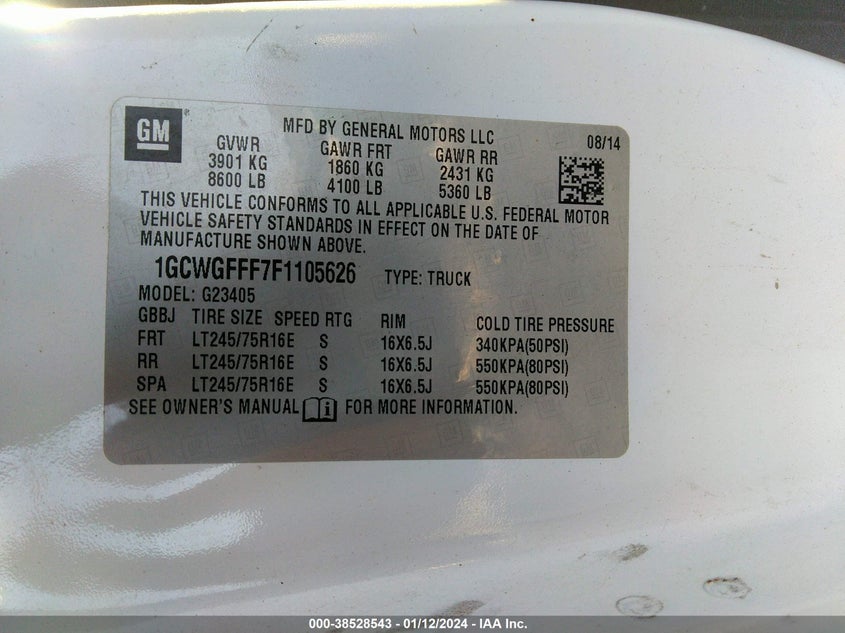 GM®
MFD BY GENERAL MOTORS LLC
08/14
GVWR GAWR FRT GAWR RR
3901 KG 1860 KG 2431 KG
8600 LB 4100 LB 5360 LB
THIS VEHICLE CONFORMS TO ALL APPLICABLE U.S. FEDERAL MOTOR
VEHICLE SAFETY STANDARDS IN EFFECT ON THE DATE OF
MANUFACTURE SHOWN ABOVE.
1GCWGFFF7F1105626 TYPE: TRUCK
MODEL: G23405
GBBJ TIRE SIZE SPEED RTG RIM COLD TIRE PRESSURE
FRT LT245/75R16E S 16X6.5J 340KPA(50PSI)
RR LT245/75R16E S 16X6.5J 550KPA(80PSI)
SPA LT245/75R16E S 16X6.5J 550KPA(80PSI)
SEE OWNER'S MANUAL i FOR MORE INFORMATION.
000-38528543 - 01/12/2024 - IAA Inc.